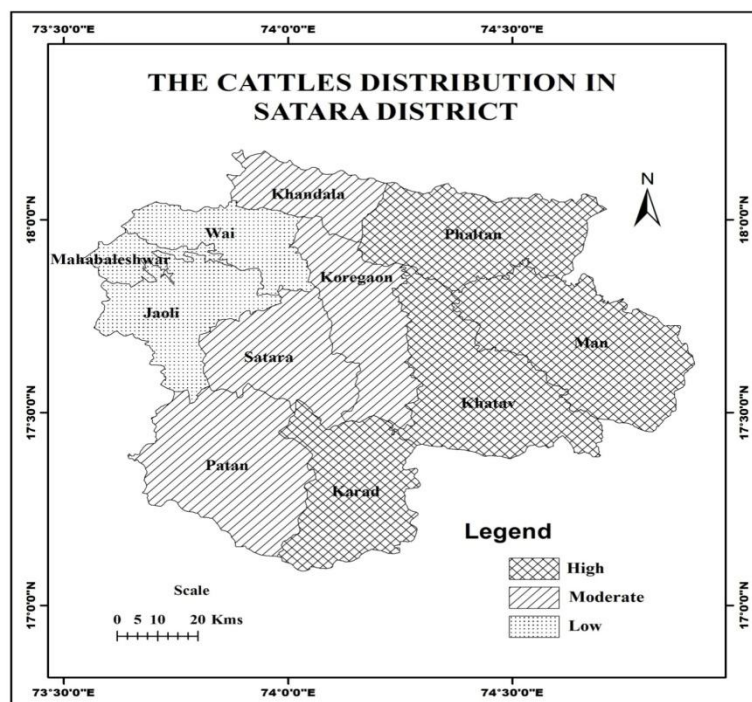 73°30'0"E 74°0'0"E 74°30'0"E
THE CATTLES DISTRIBUTION IN
SATARA DISTRICT
N
18°0'0"N
18°0'0"N
Khandala
Wai
Phaltan
Mahabaleshwar
Koregaon
Jaoli
Man
Satara
Khatav
17°30'0"N
17°30'0"N
Patan
Karad
Legend
High
Moderate
Low
Scale
0 5 10 20 Kms
17°0'0"N
17°0'0"N
73°30'0"E 74°0'0"E 74°30'0"E